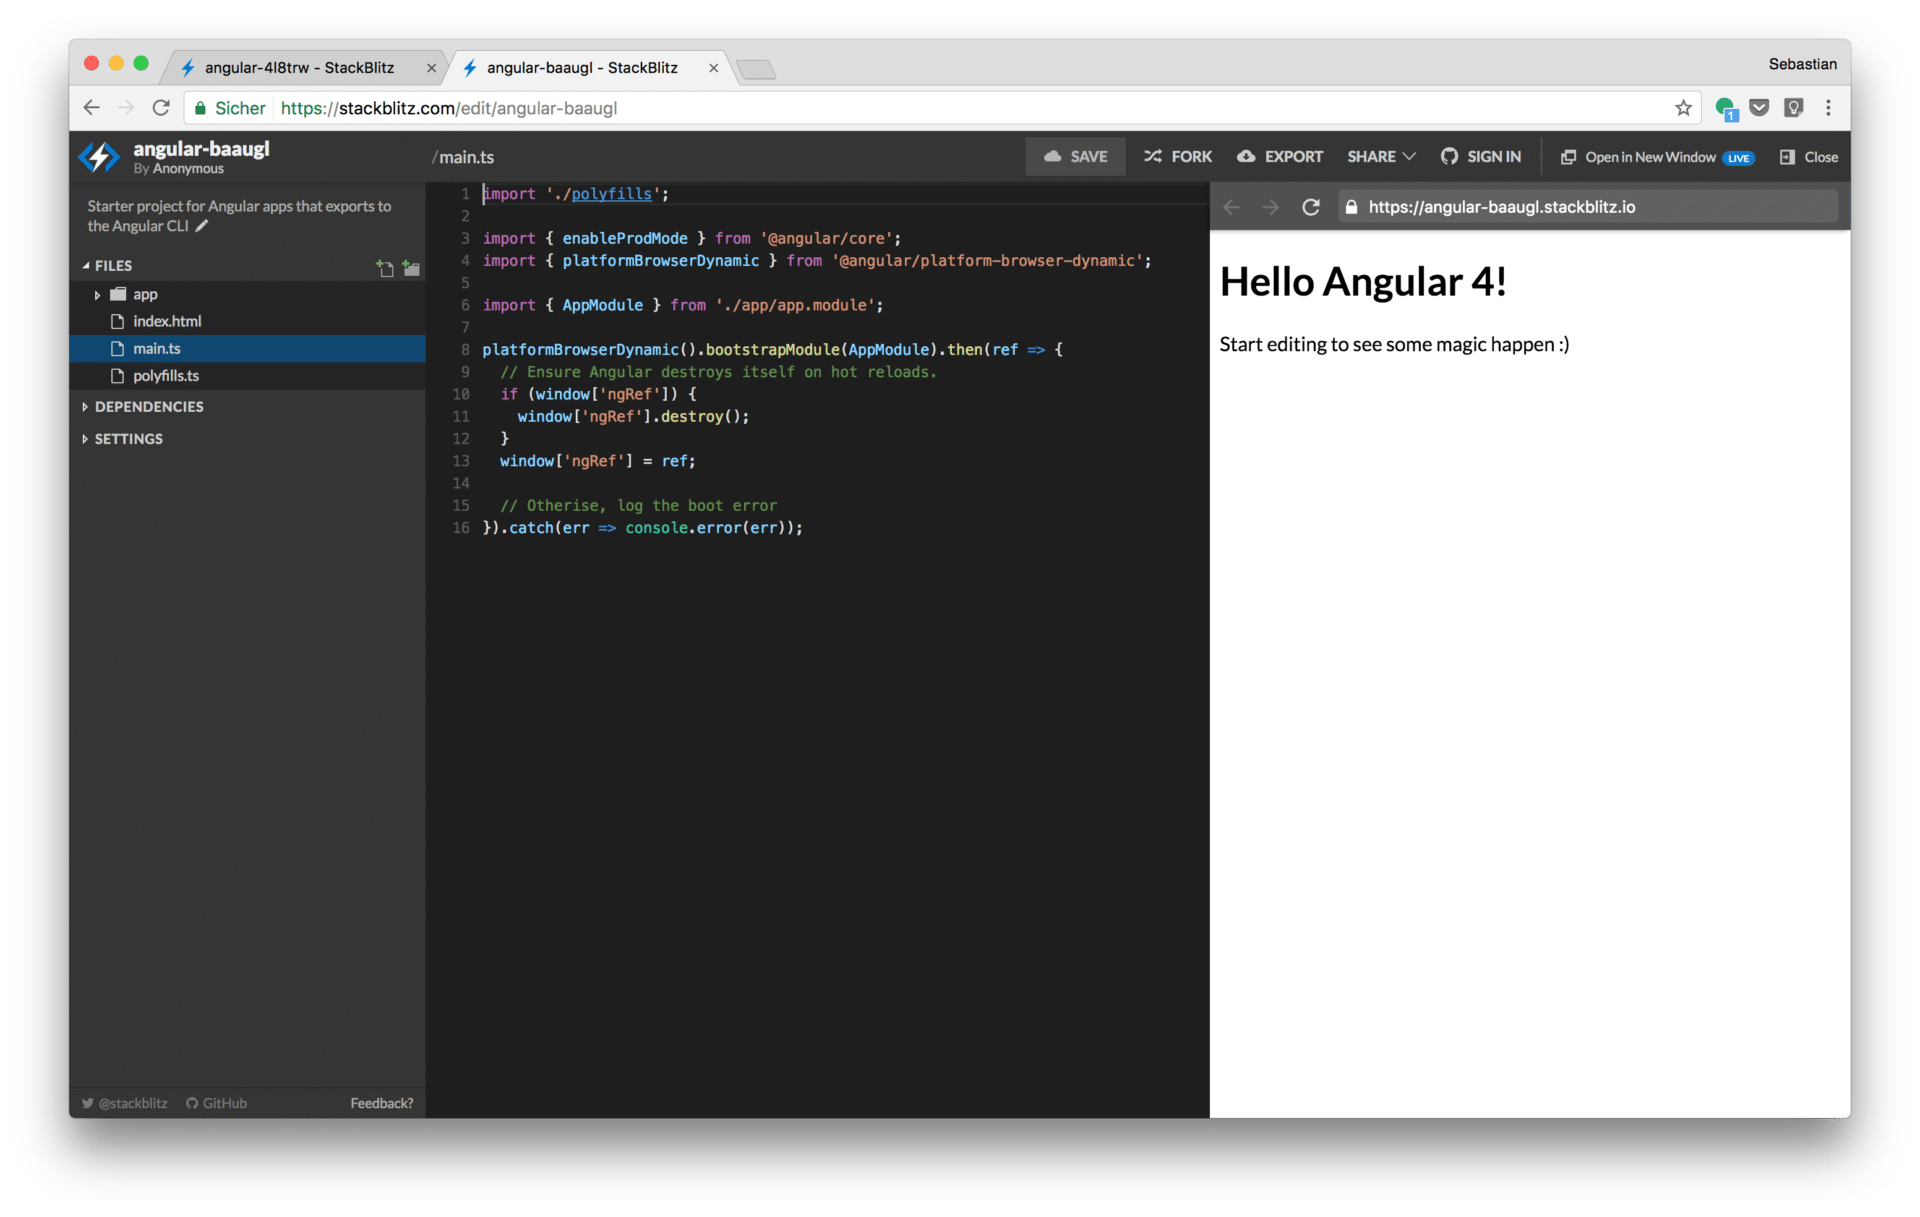 angular-4l8trw - StackBlitz
angular-baaugl - StackBlitz
Sebastian
Sicher https://stackblitz.com/edit/angular-baaugl
1
angular-baaugl
By Anonymous
/main.ts
SAVE FORK EXPORT SHARE SIGN IN Open in New Window LIVE Close
Starter project for Angular apps that exports to
the Angular CLI
FILES
app
index.html
main.ts
polyfills.ts
DEPENDENCIES
SETTINGS
@stackblitz GitHub Feedback?
1 import './polyfills';
2
3 import { enableProdMode } from '@angular/core';
4 import { platformBrowserDynamic } from '@angular/platform-browser-dynamic';
5
6 import { AppModule } from './app/app.module';
7
8 platformBrowserDynamic().bootstrapModule(AppModule).then(ref => {
9 // Ensure Angular destroys itself on hot reloads.
10 if (window['ngRef']) {
11 window['ngRef'].destroy();
12 }
13 window['ngRef'] = ref;
14
15 // Otherise, log the boot error
16 }).catch(err => console.error(err));
https://angular-baaugl.stackblitz.io
Hello Angular 4!
Start editing to see some magic happen :)